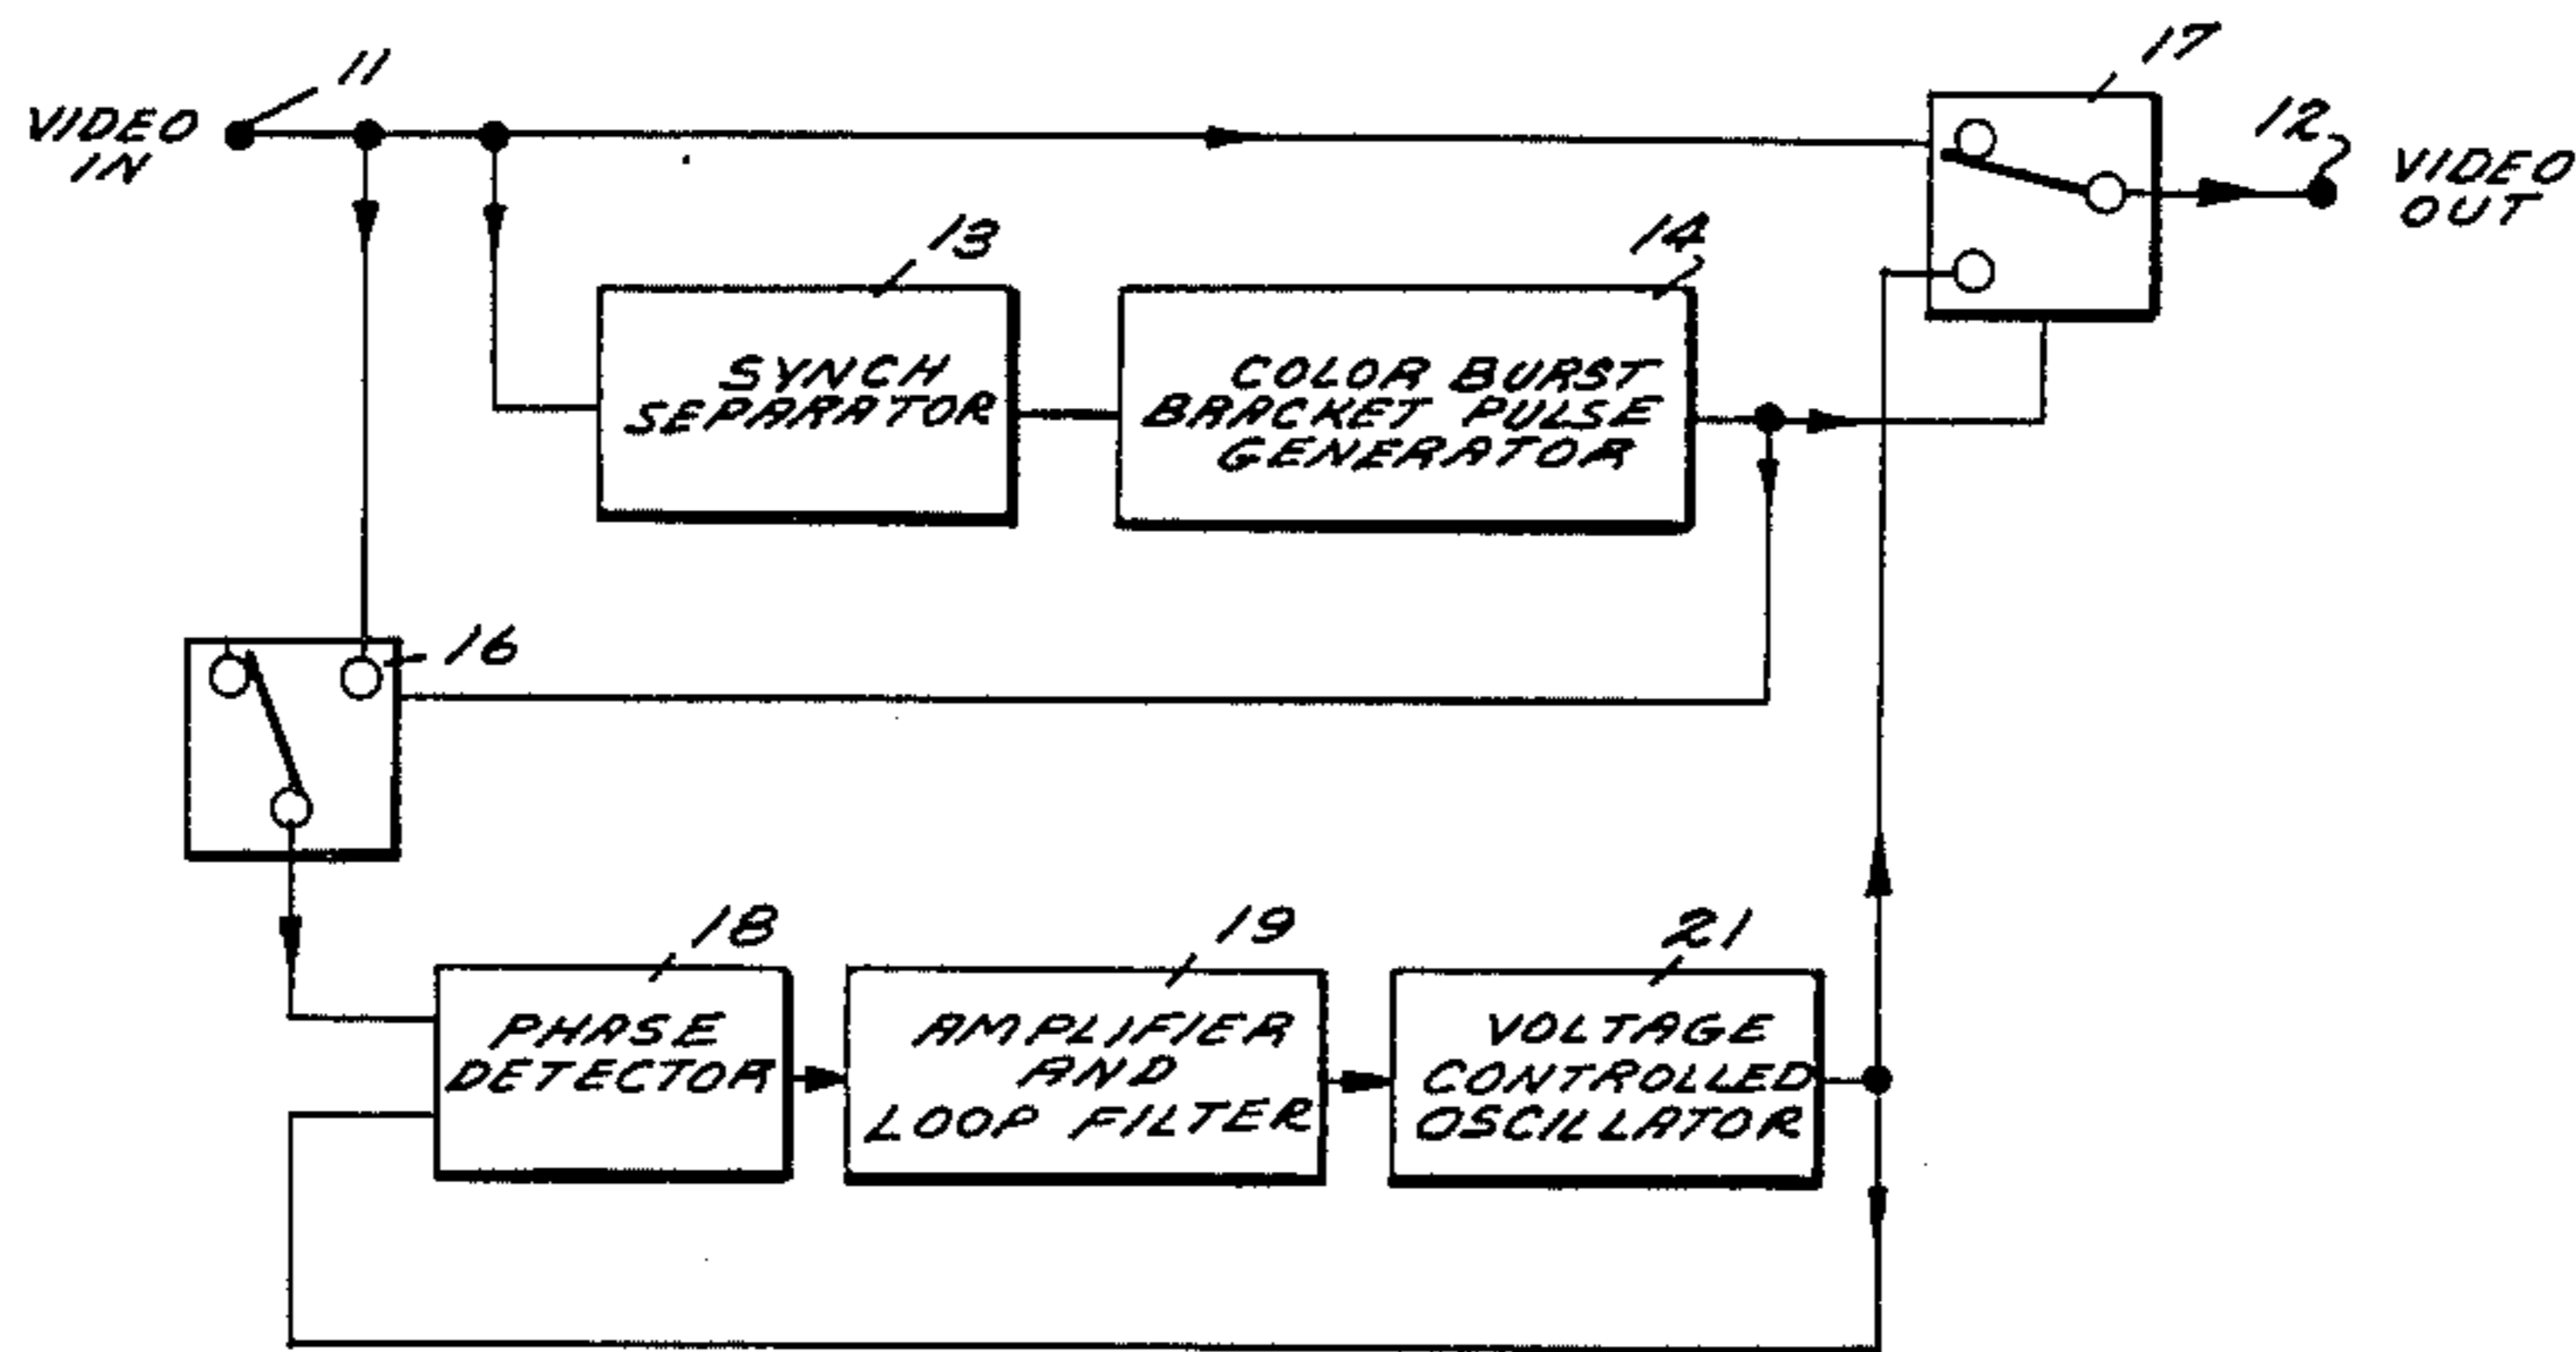 11
VIDEO
IN
17
12
VIDEO
OUT
13
SYNCH
SEPARATOR
14
COLOR BURST
BRACKET PULSE
GENERATOR
16
18
PHASE
DETECTOR
19
AMPLIFIER
AND
LOOP FILTER
21
VOLTAGE
CONTROLLED
OSCILLATOR